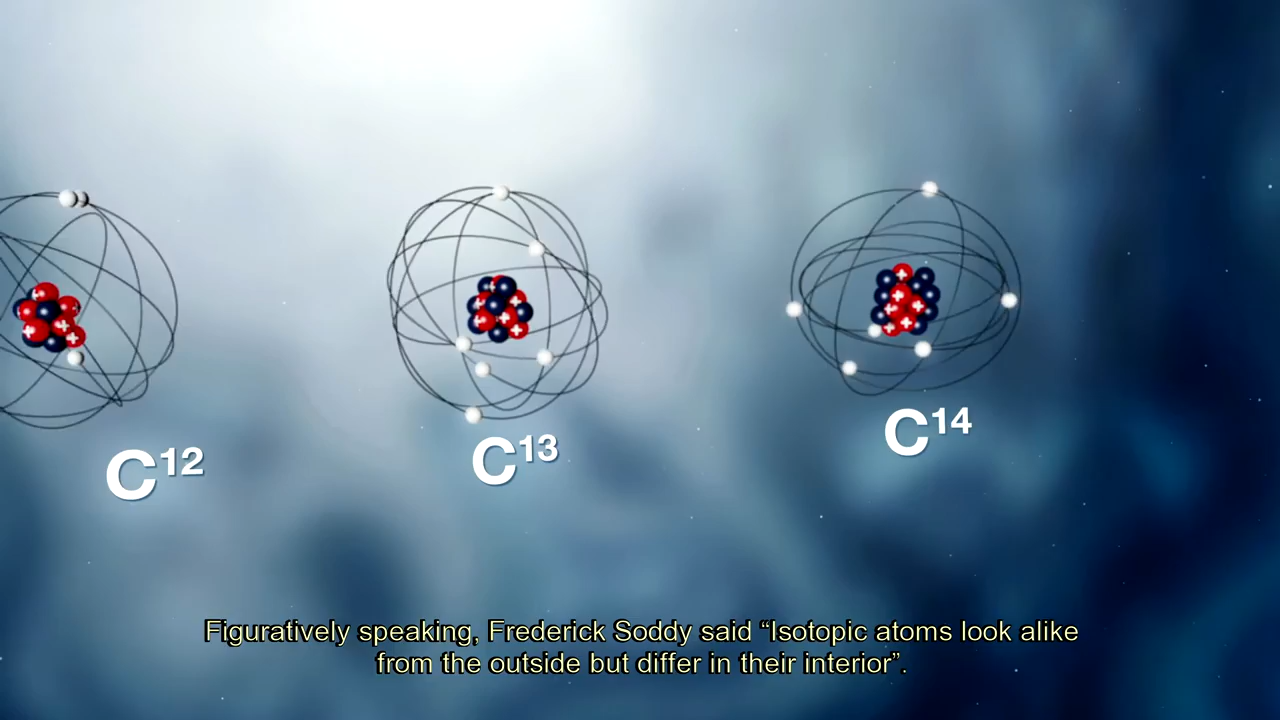 C¹²
C¹³
C¹⁴
Figuratively speaking, Frederick Soddy said “Isotopic atoms look alike
from the outside but differ in their interior”.